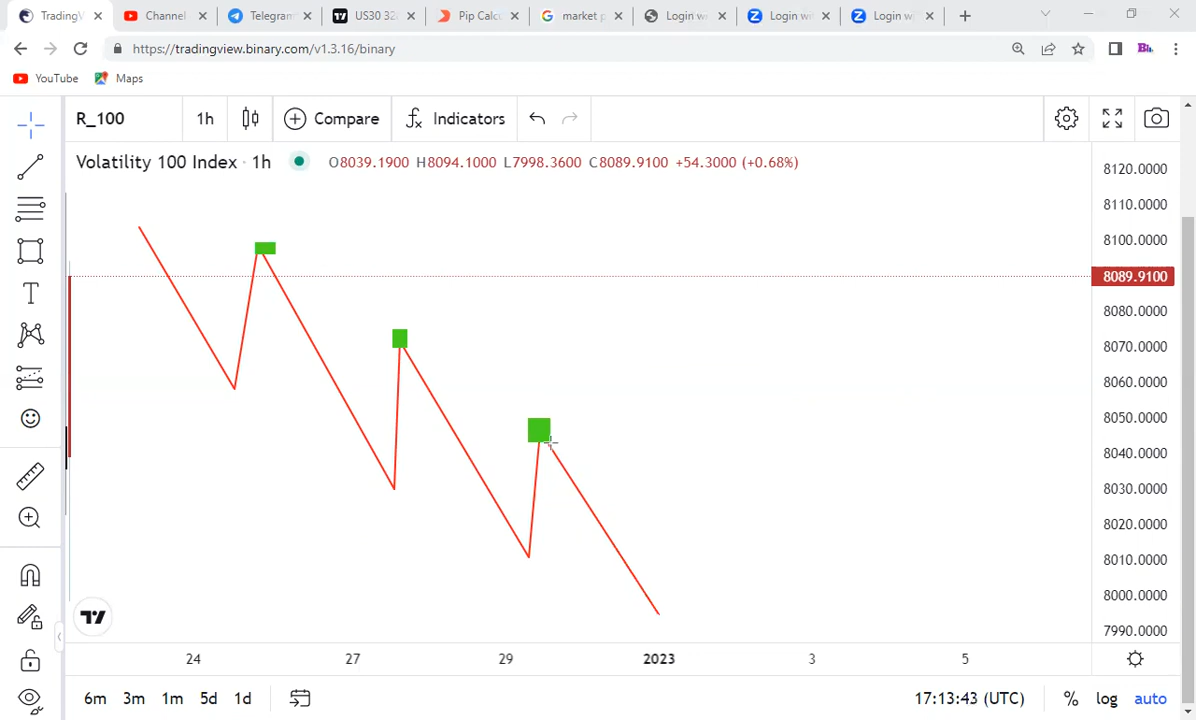 TradingV
Channel
Telegram
US30 32
Pip Calcu
market p
Login w
Login w
Login w
https://tradingview.binary.com/v1.3.16/binary
YouTube
Maps
R_100
1h
Compare
Indicators
Volatility 100 Index · 1h
O8039.1900 H8094.1000 L7998.3600 C8089.9100 +54.3000 (+0.68%)
8120.0000
8110.0000
8100.0000
8089.9100
8080.0000
8070.0000
8060.0000
8050.0000
8040.0000
8030.0000
8020.0000
8010.0000
8000.0000
7990.0000
24
27
29
2023
3
5
6m
3m
1m
5d
1d
17:13:43 (UTC)
%
log
auto